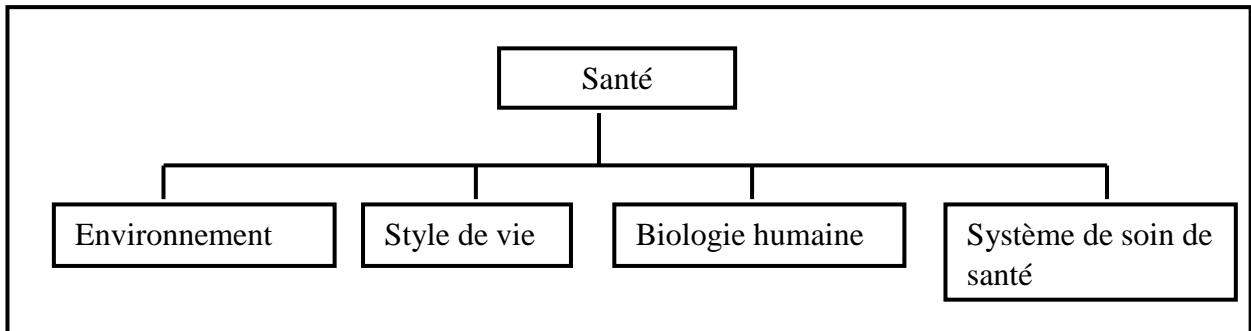 Santé
Environnement
Style de vie
Biologie humaine
Système de soin de
santé